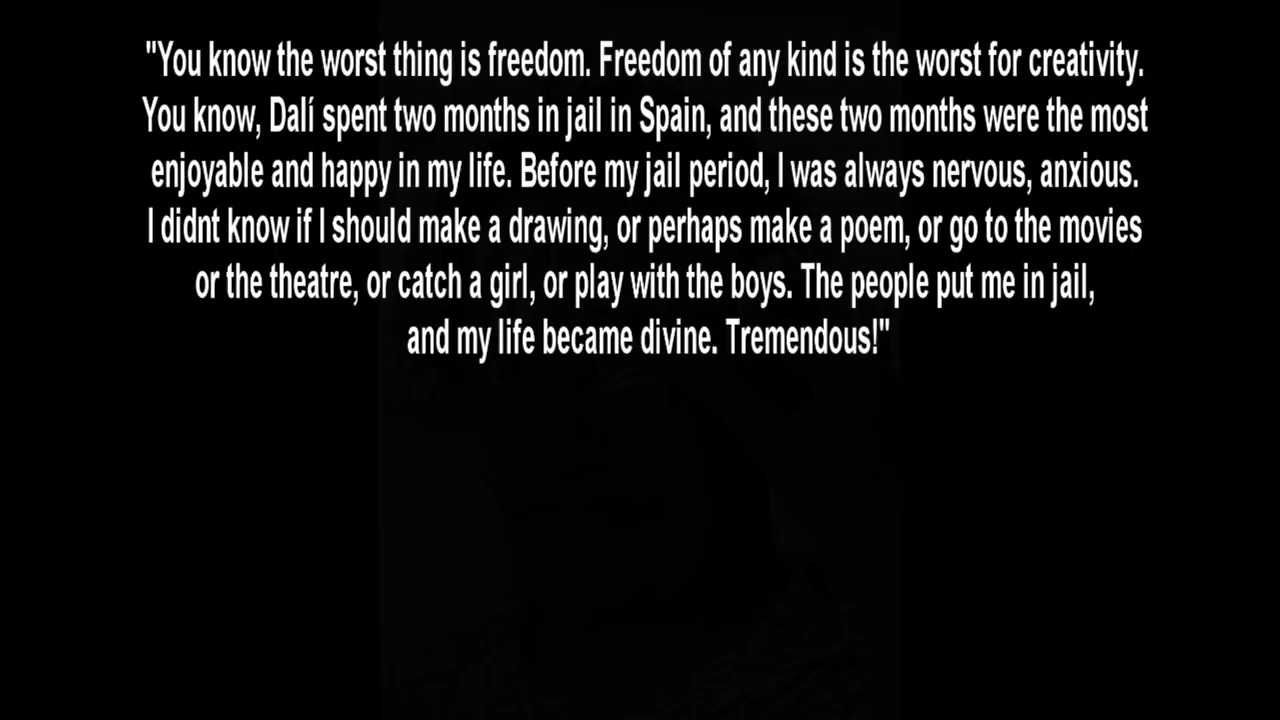 "You know the worst thing is freedom. Freedom of any kind is the worst for creativity.
You know, Dalí spent two months in jail in Spain, and these two months were the most
enjoyable and happy in my life. Before my jail period, I was always nervous, anxious.
I didnt know if I should make a drawing, or perhaps make a poem, or go to the movies
or the theatre, or catch a girl, or play with the boys. The people put me in jail,
and my life became divine. Tremendous!"